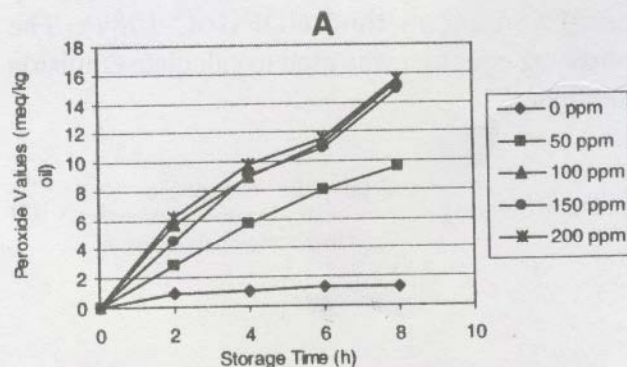 A
Peroxide Values (meq/kg
oil)
18
16
14
12
10
8
6
4
2
0
0 2 4 6 8 10
Storage Time (h)
0 ppm
50 ppm
100 ppm
150 ppm
200 ppm